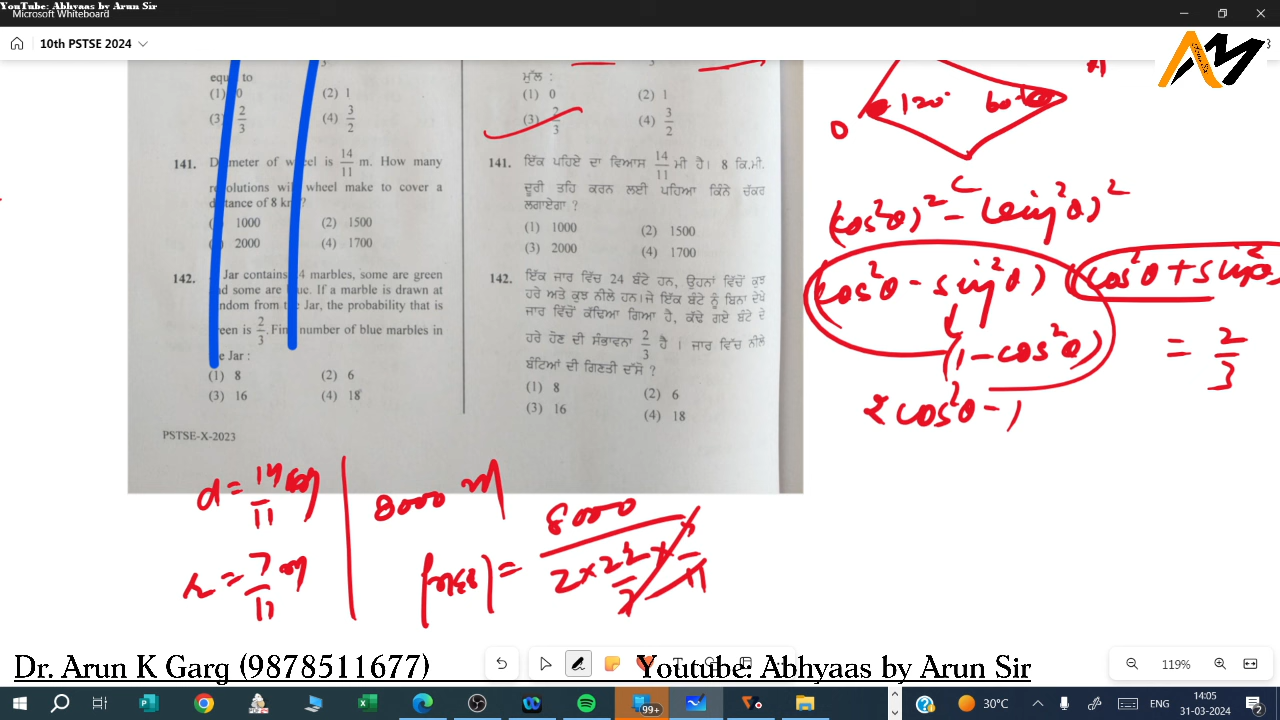 YouTube: Abhyaas by Arun Sir
Microsoft Whiteboard
10th PSTSE 2024
equ to
(1) 0 (2) 1
(3) 2/3 (4) 3/2
141. D meter of w eel is 14/11 m. How many
r olutions wi wheel make to cover a
d tance of 8 k ?
1000 (2) 1500
2000 (4) 1700
142. Jar contains 4 marbles, some are green
d some are ue. If a marble is drawn at
ndom from t e Jar, the probability that is
een is 2/3. Fin number of blue marbles in
e Jar :
(1) 8 (2) 6
(3) 16 (4) 18
PSTSE-X-2023
ਮੁੱਲ :
(1) 0 (2) 1
(3) 2/3 (4) 3/2
141. ਇੱਕ ਪਹਿਏ ਦਾ ਵਿਆਸ 14/11 ਮੀ ਹੈ। 8 ਕਿ.ਮੀ.
ਦੂਰੀ ਤਹਿ ਕਰਨ ਲਈ ਪਹਿਆ ਕਿੰਨੇ ਚੱਕਰ
ਲਗਾਏਗਾ ?
(1) 1000 (2) 1500
(3) 2000 (4) 1700
142. ਇੱਕ ਜਾਰ ਵਿੱਚ 24 ਬੰਟੇ ਹਨ, ਉਹਨਾਂ ਵਿੱਚੋਂ ਕੁਝ
ਹਰੇ ਅਤੇ ਕੁਝ ਨੀਲੇ ਹਨ।ਜੇ ਇੱਕ ਬੰਟੇ ਨੂੰ ਬਿਨਾ ਦੇਖੇ
ਜਾਰ ਵਿੱਚੋਂ ਕੱਢਿਆ ਗਿਆ ਹੈ, ਕੱਢੇ ਗਏ ਬੰਟੇ ਦੇ
ਹਰੇ ਹੋਣ ਦੀ ਸੰਭਾਵਨਾ 2/3 ਹੈ । ਜਾਰ ਵਿੱਚ ਨੀਲੇ
ਬੰਟਿਆਂ ਦੀ ਗਿਣਤੀ ਦੱਸੋ ?
(1) 8 (2) 6
(3) 16 (4) 18
120° 60°
D
C
(cos²θ)² - (sin²θ)²
(cos²θ - sin²θ) (cos²θ + sin²θ
(1 - cos²θ) = 2/3
2cos²θ - 1
d = 14/11 m
r = 7/11 m
8000 m
8000
2×22/7×7/11
Dr. Arun K Garg (9878511677) Youtube: Abhyaas by Arun Sir
119%
99+
30°C
ENG
14:05
31-03-2024
2